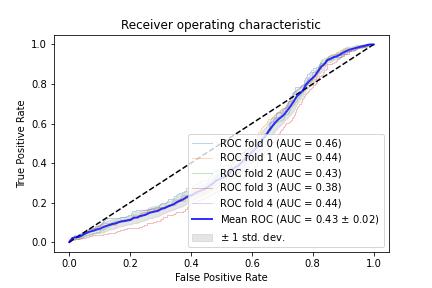 Receiver operating characteristic
True Positive Rate
1.0
0.8
0.6
0.4
0.2
0.0
ROC fold 0 (AUC = 0.46)
ROC fold 1 (AUC = 0.44)
ROC fold 2 (AUC = 0.43)
ROC fold 3 (AUC = 0.38)
ROC fold 4 (AUC = 0.44)
Mean ROC (AUC = 0.43 ± 0.02)
± 1 std. dev.
0.0 0.2 0.4 0.6 0.8 1.0
False Positive Rate